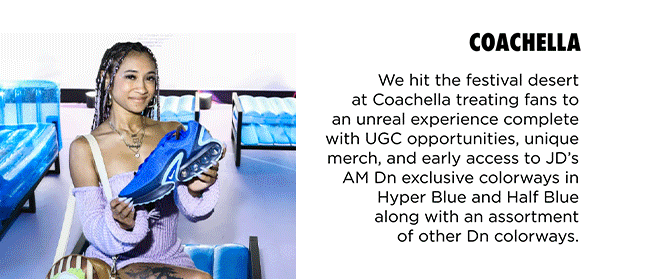 COACHELLA
We hit the festival desert
at Coachella treating fans to
an unreal experience complete
with UGC opportunities, unique
merch, and early access to JD's
AM Dn exclusive colorways in
Hyper Blue and Half Blue
along with an assortment
of other Dn colorways.